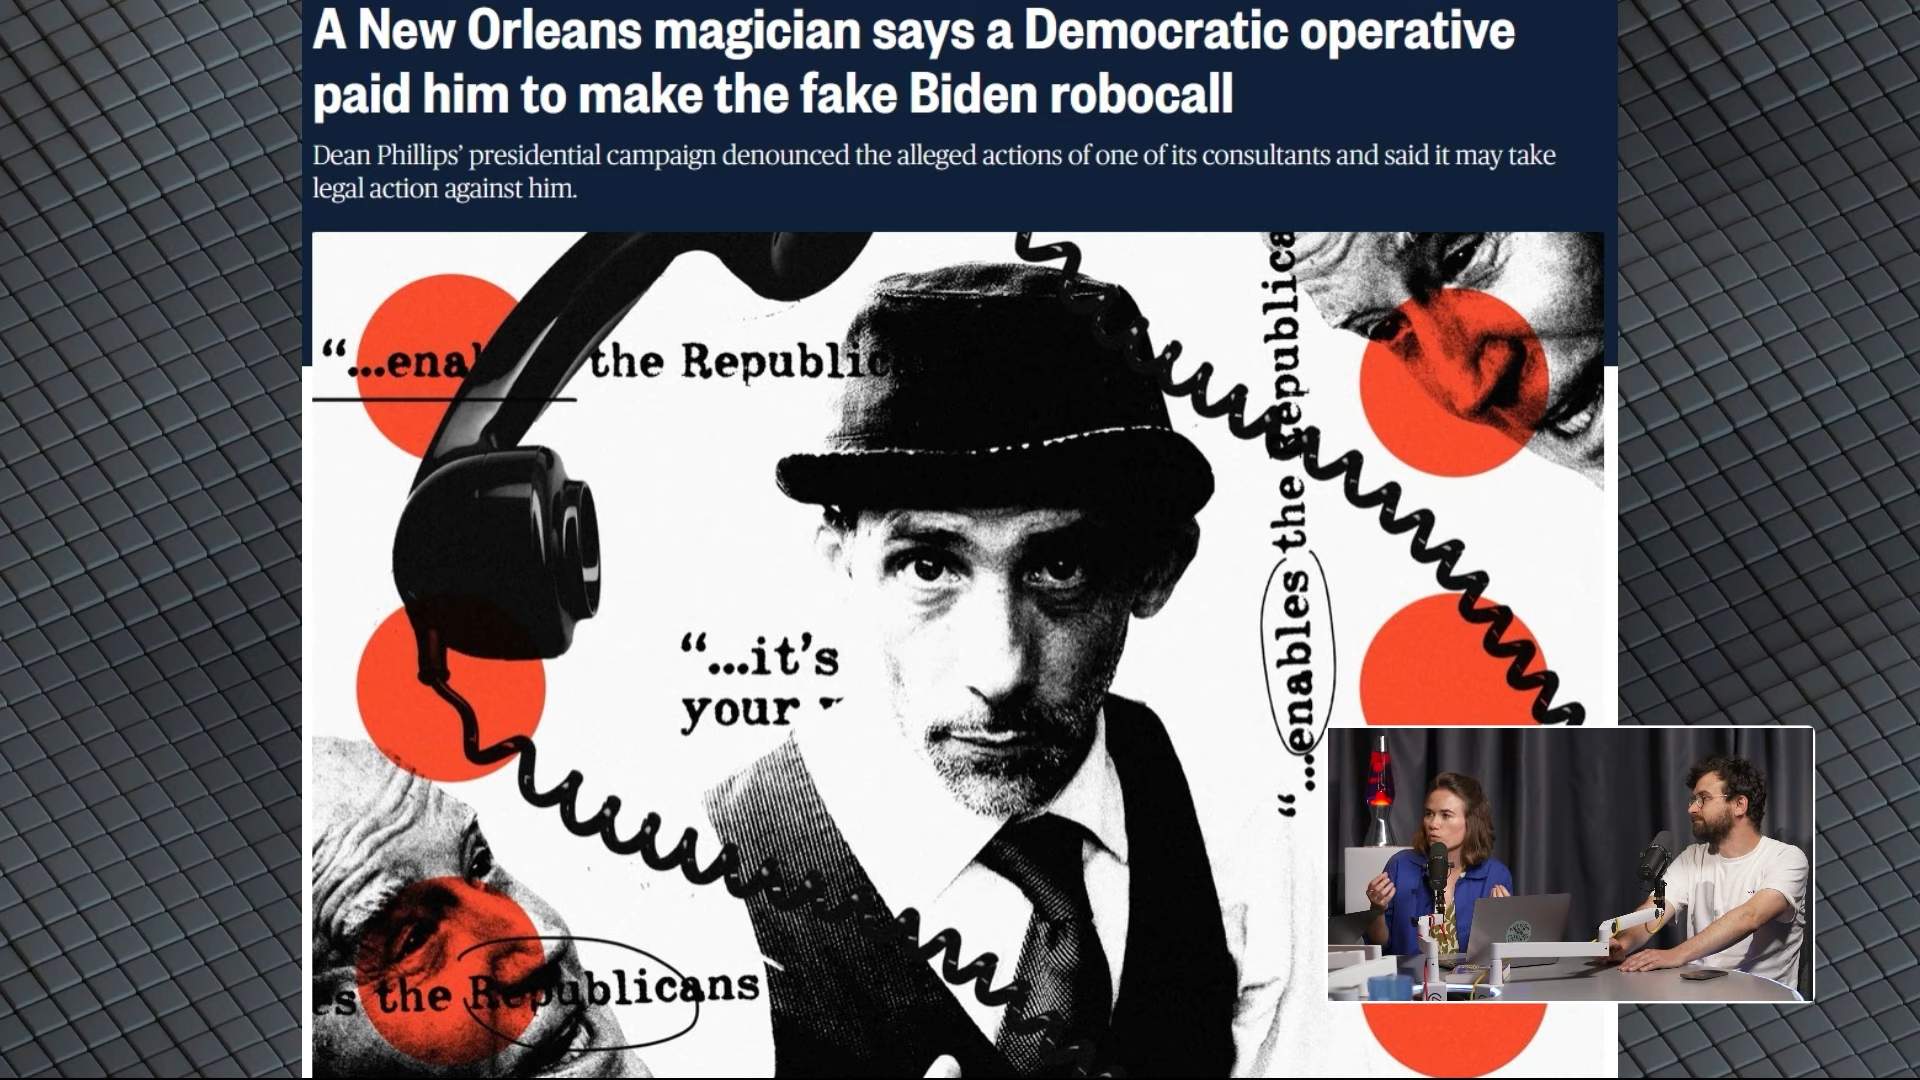 A New Orleans magician says a Democratic operative
paid him to make the fake Biden robocall
Dean Phillips’ presidential campaign denounced the alleged actions of one of its consultants and said it may take
legal action against him.
“...ena the Republic
“...it’s
your
“...enables the Republica
es the Republicans